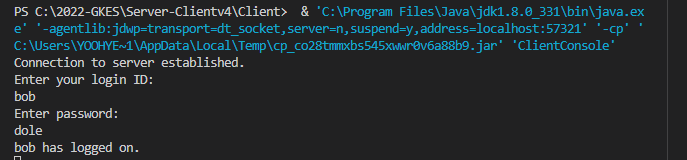 PS C:\2022-GKES\Server-Clientv4\Client>  & 'C:\Program Files\Java\jdk1.8.0_331\bin\java.ex
e' '-agentlib:jdwp=transport=dt_socket,server=n,suspend=y,address=localhost:57321' '-cp' '
C:\Users\YOOHYE~1\AppData\Local\Temp\cp_co28tmmxbs545xwwr0v6a88b9.jar' 'ClientConsole'
Connection to server established.
Enter your login ID:
bob
Enter password:
dole
bob has logged on.